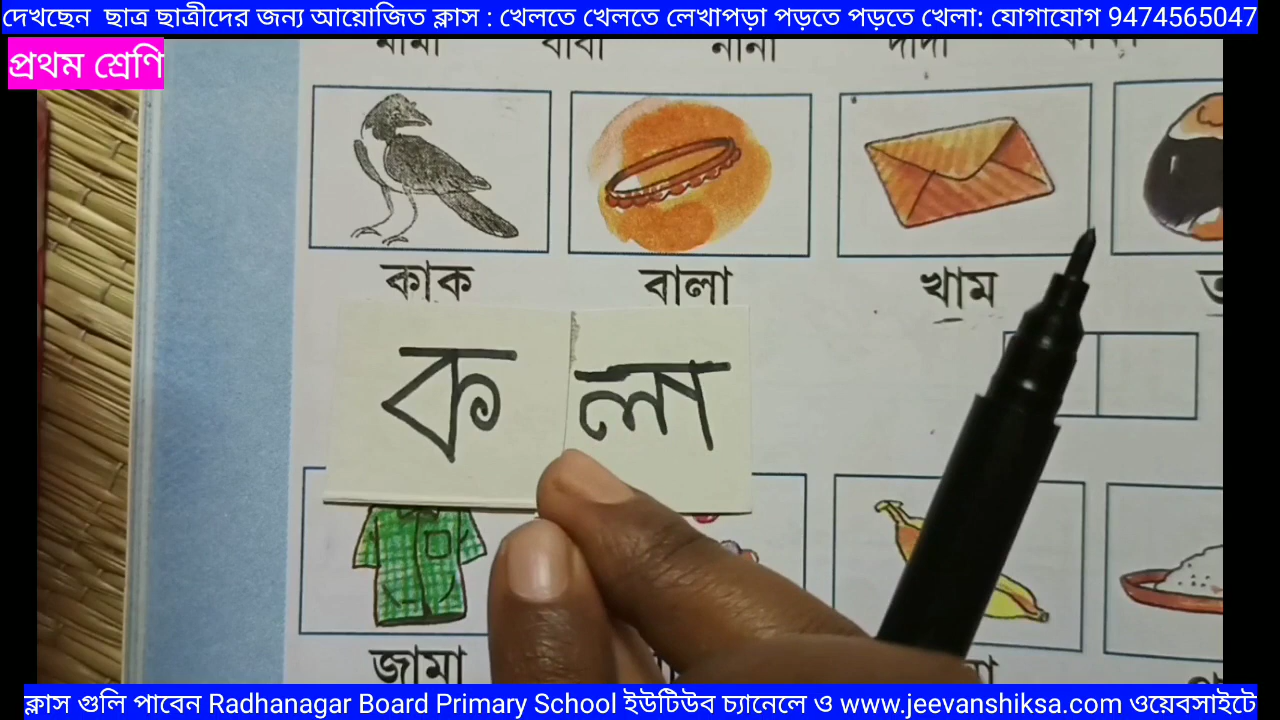 দেখছেন ছাত্র ছাত্রীদের জন্য আয়োজিত ক্লাস : খেলতে খেলতে লেখাপড়া পড়তে পড়তে খেলা: যোগাযোগ 9474565047
প্রথম শ্রেণি
মামা বাবা নানা দাদা
কাক বালা খাম
ক ল
জামা
ক্লাস গুলি পাবেন Radhanagar Board Primary School ইউটিউব চ্যানেলে ও www.jeevanshiksa.com ওয়েবসাইটে